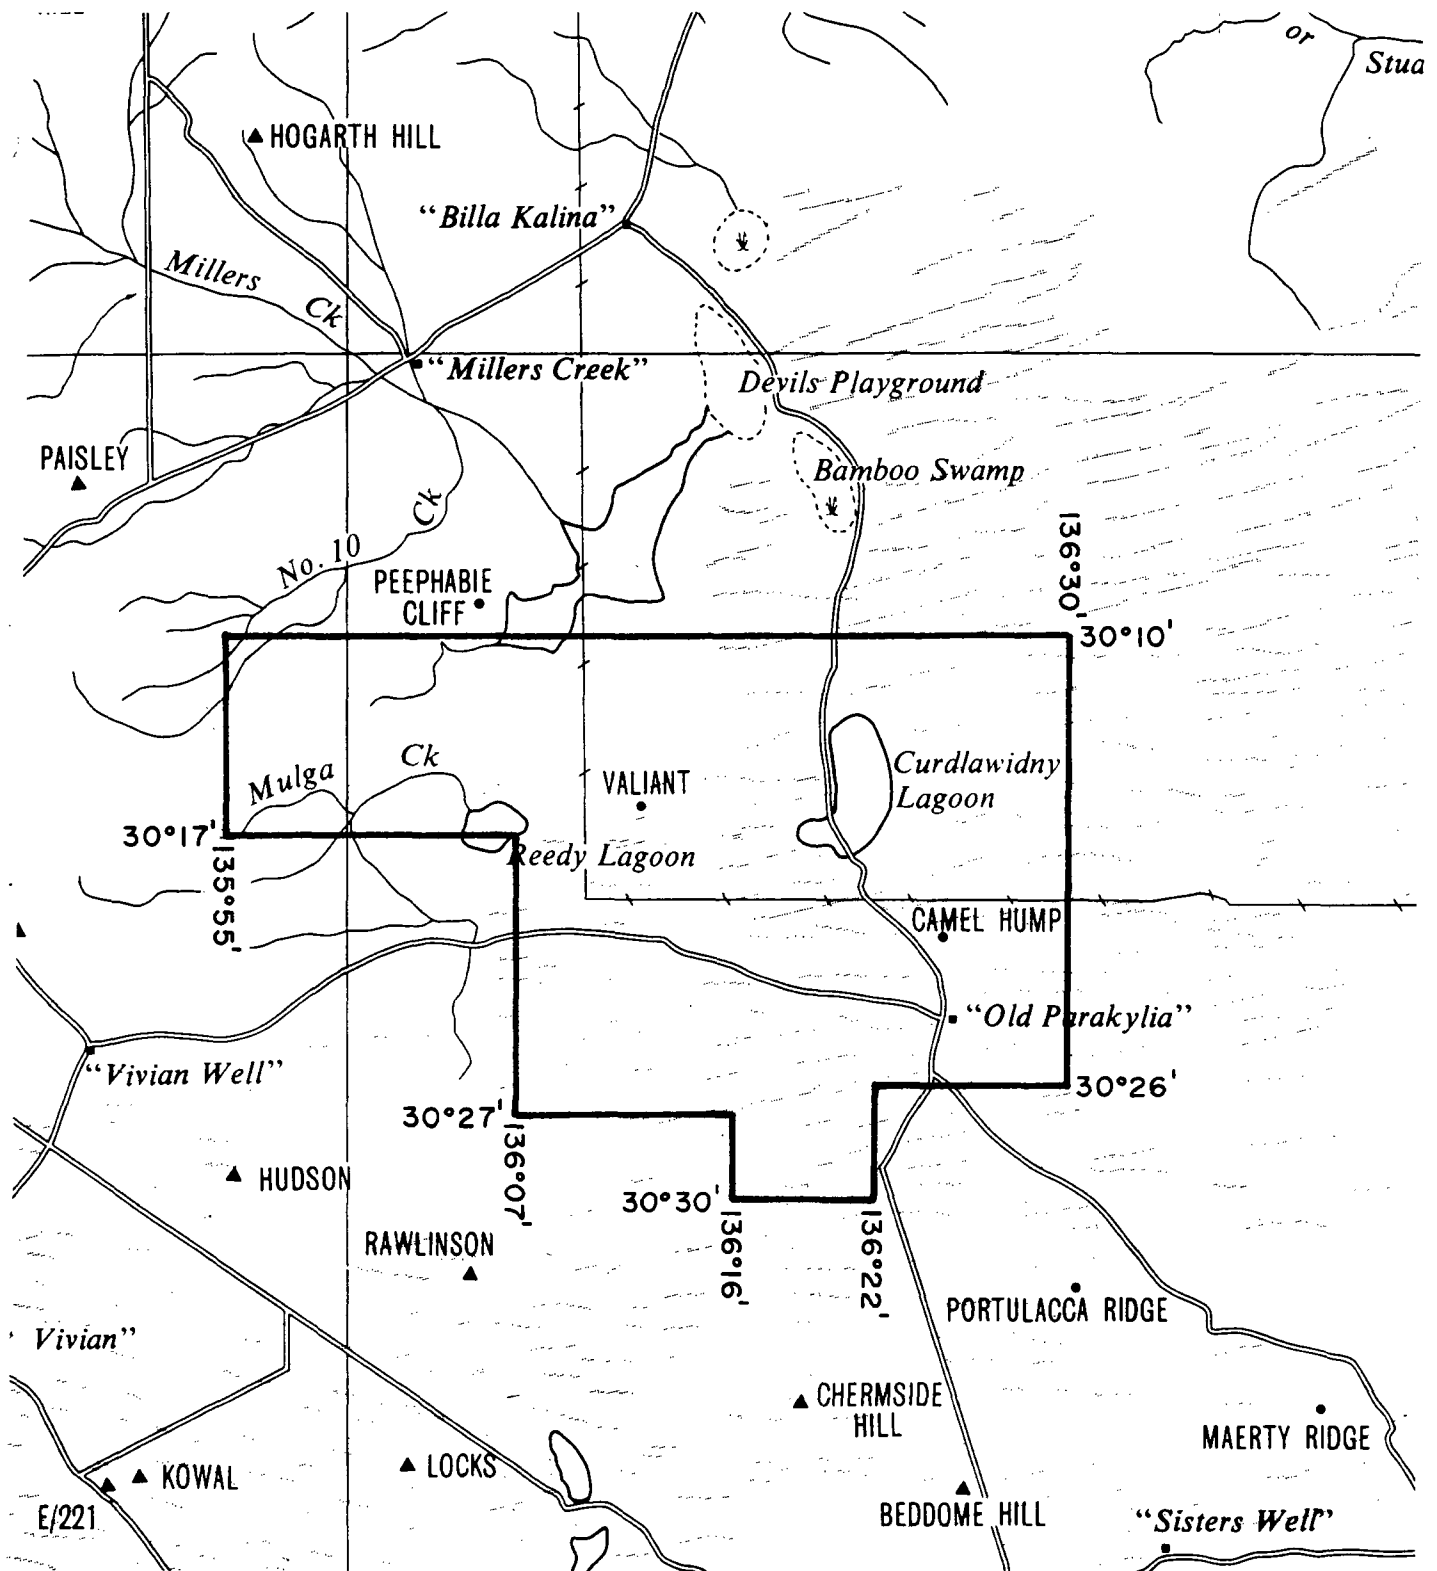 or
Stua
HOGARTH HILL
“Billa Kalina”
Millers
Ck
“Millers Creek”
Devils Playground
PAISLEY
Bamboo Swamp
Ck
No. 10
136°30'
PEEPHABIE
CLIFF
30°10'
Curdlawidny
Lagoon
Ck
Mulga
VALIANT
30°17'
Reedy Lagoon
135°55'
CAMEL HUMP
“Old Parakylia”
“Vivian Well”
30°26'
30°27'
136°07'
HUDSON
30°30'
136°16'
136°22'
RAWLINSON
PORTULACCA RIDGE
Vivian”
CHERMSIDE
HILL
MAERTY RIDGE
LOCKS
KOWAL
E/221
BEDDOME HILL
“Sisters Well”